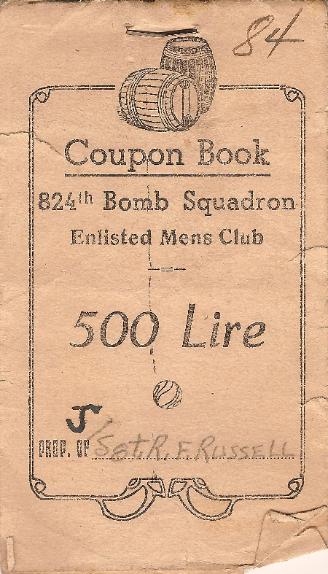 84
Coupon Book
824th Bomb Squadron
Enlisted Mens Club
500 Lire
J
PROP. OF Sgt. R. F. RUSSELL